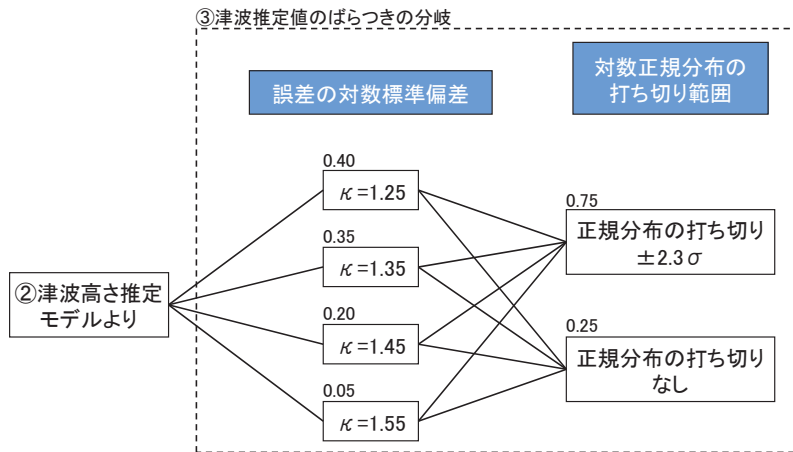 ③津波推定値のばらつきの分岐
誤差の対数標準偏差
対数正規分布の
打ち切り範囲
0.40
κ=1.25
0.35
κ=1.35
0.20
κ=1.45
0.05
κ=1.55
②津波高さ推定
モデルより
0.75
正規分布の打ち切り
±2.3σ
0.25
正規分布の打ち切り
なし